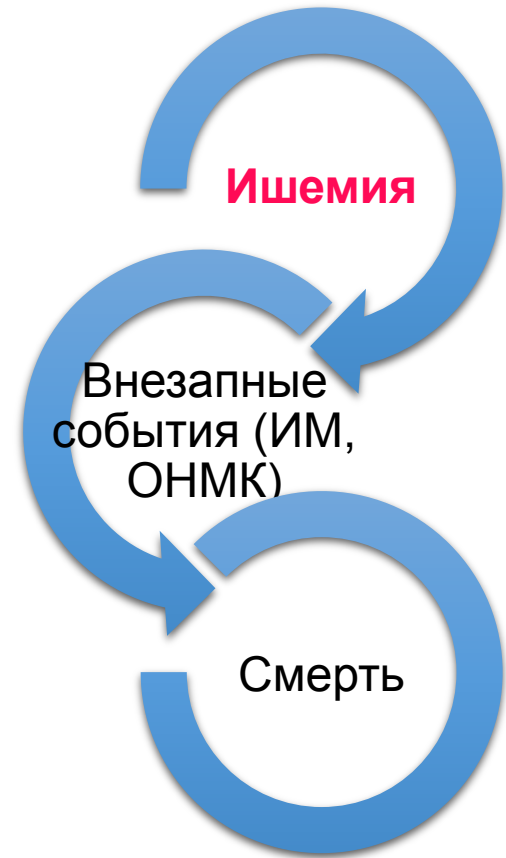 Ишемия
Внезапные
события (ИМ,
ОНМК)
Смерть